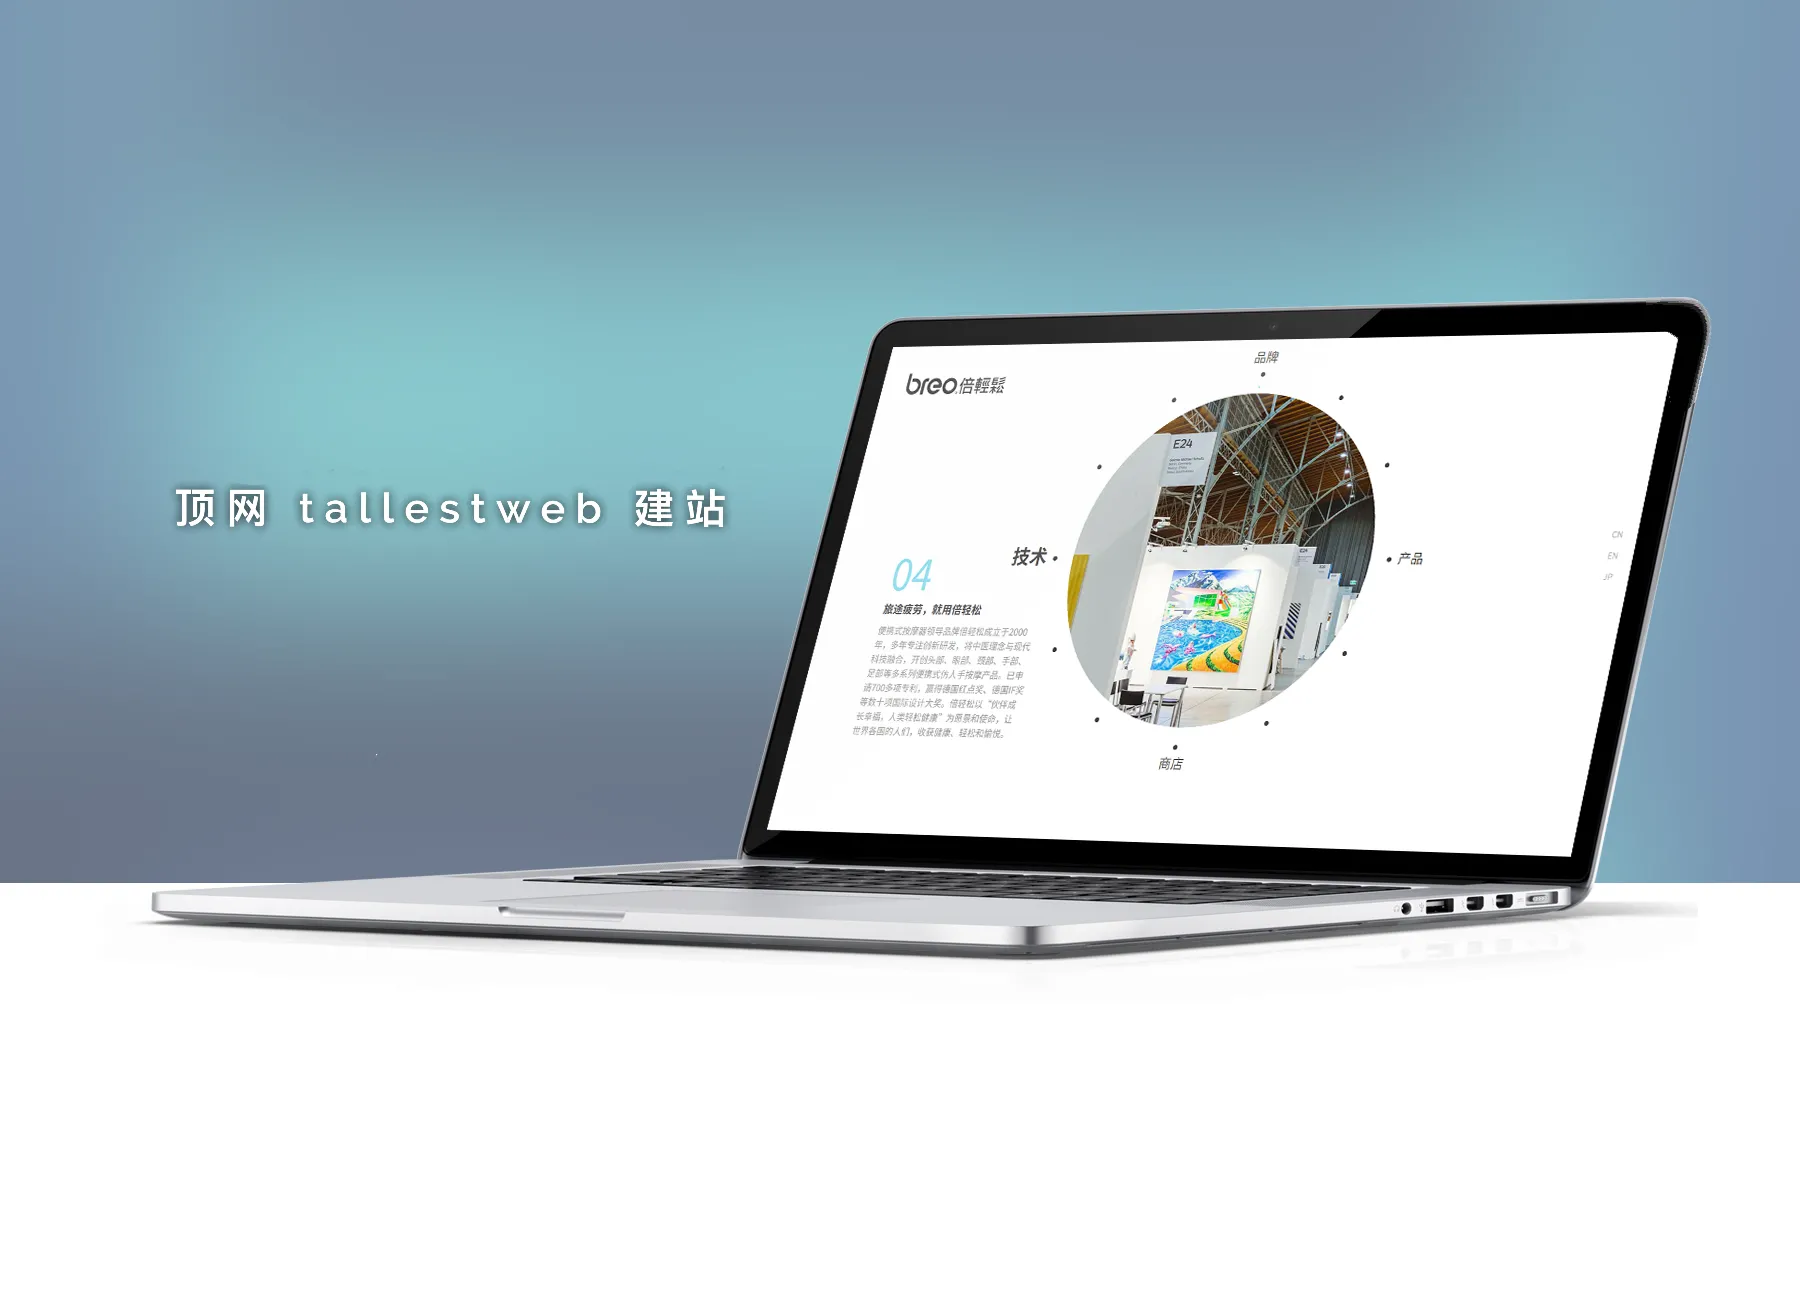 顶网 tallestweb 建站
breo 倍輕鬆
品牌
E24
技术
产品
CN
EN
JP
04
旅途疲劳，就用倍轻松
便携式按摩器领导品牌倍轻松成立于2000
年，多年专注创新研发，将中医理念与现代
科技融合，开创头部、眼部、颈部、手部、
足部等多系列便携式仿人手按摩产品。已申
请700多项专利，赢得德国红点奖、德国IF奖
等数十项国际设计大奖。倍轻松以“伙伴成
长幸福，人类轻松健康”为愿景和使命，让
世界各国的人们，收获健康、轻松和愉悦。
商店